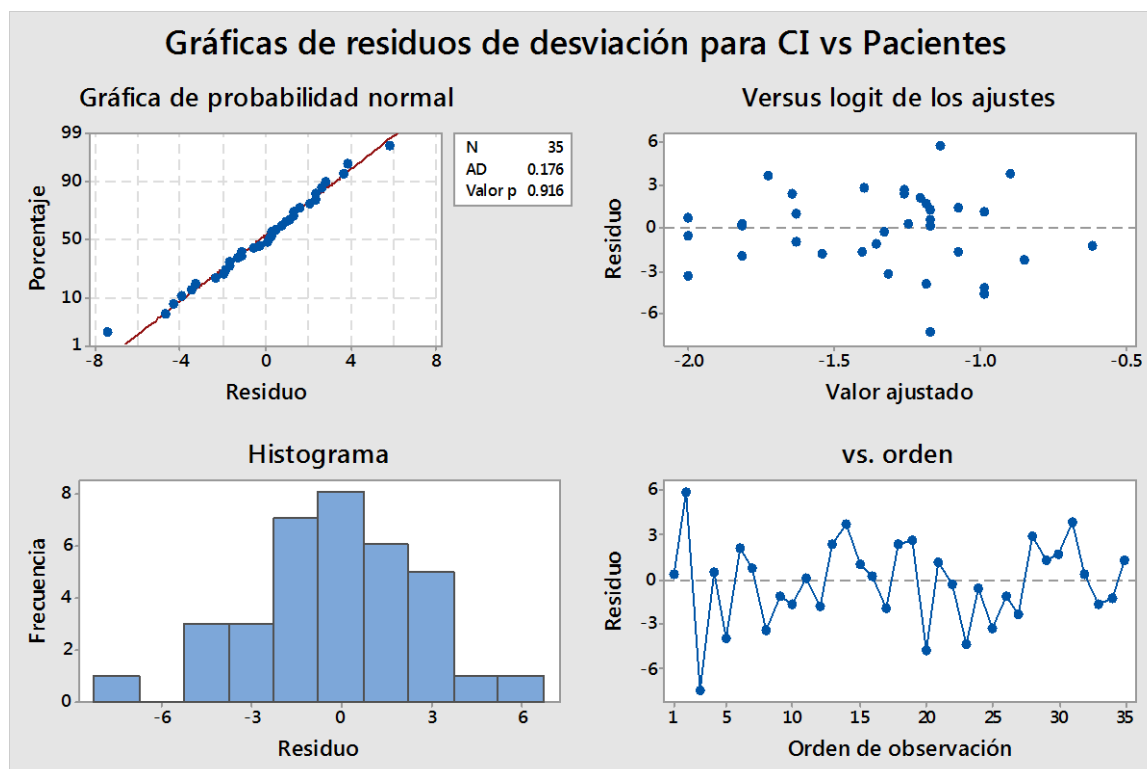 Gráficas de residuos de desviación para CI vs Pacientes
Gráfica de probabilidad normal
99
90
50
10
1
Porcentaje
-8 -4 0 4 8
Residuo
N 35
AD 0.176
Valor p 0.916
Versus logit de los ajustes
6
3
0
-3
-6
Residuo
-2.0 -1.5 -1.0 -0.5
Valor ajustado
Histograma
8
6
4
2
0
Frecuencia
-6 -3 0 3 6
Residuo
vs. orden
6
3
0
-3
-6
Residuo
1 5 10 15 20 25 30 35
Orden de observación